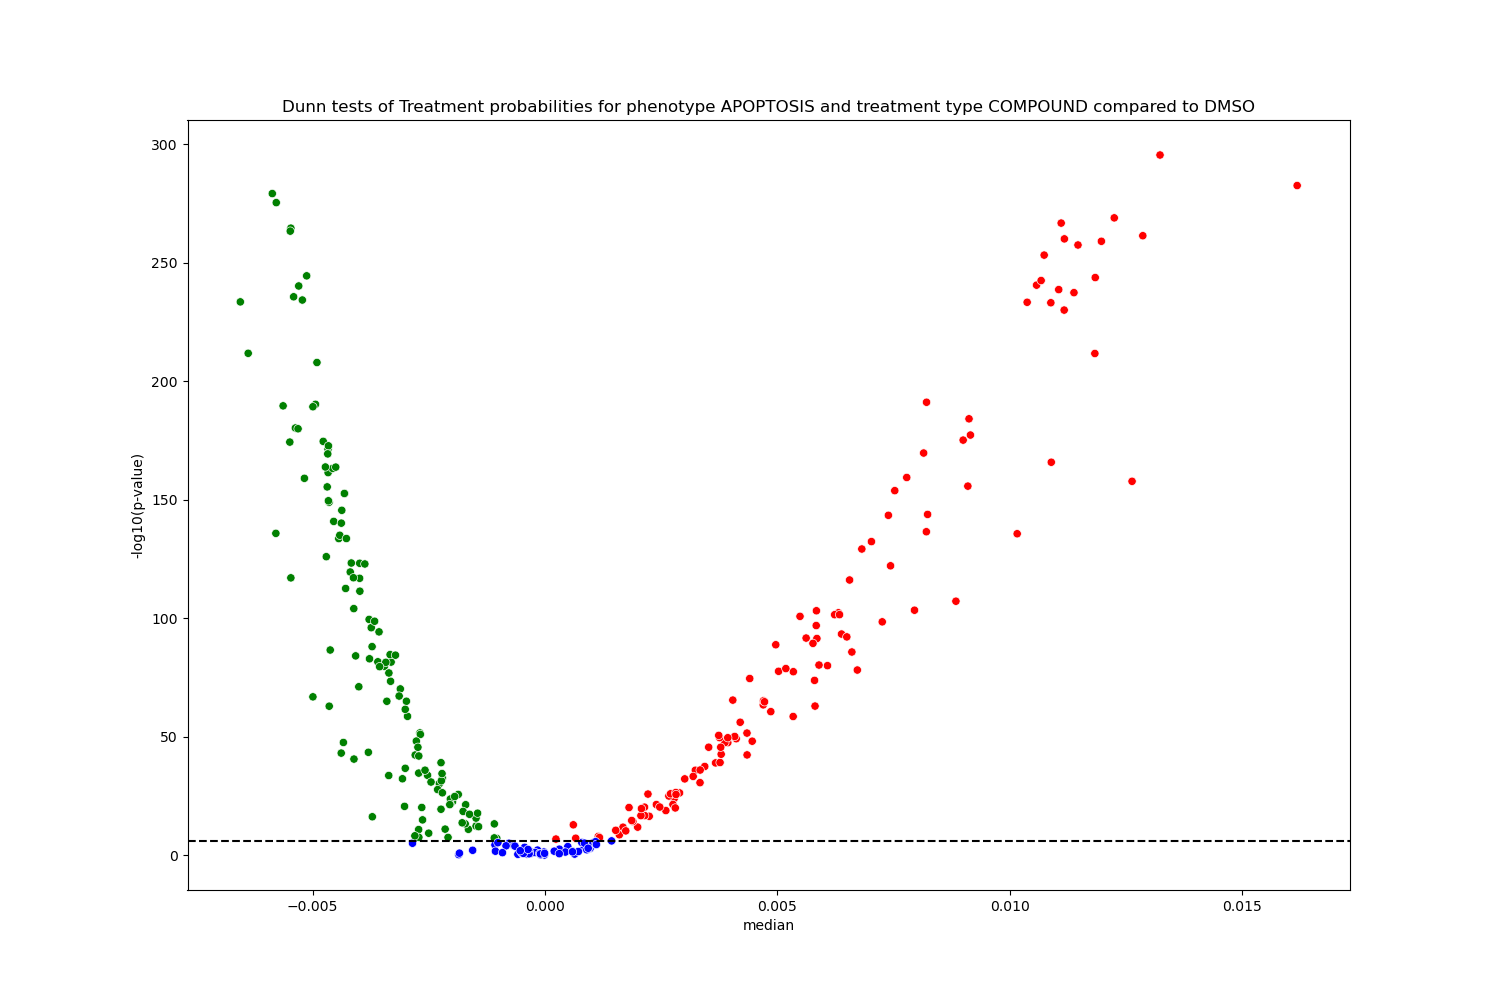 Dunn tests of Treatment probabilities for phenotype APOPTOSIS and treatment type COMPOUND compared to DMSO
300
250
200
150
100
50
0
-log10(p-value)
−0.005 0.000 0.005 0.010 0.015
median